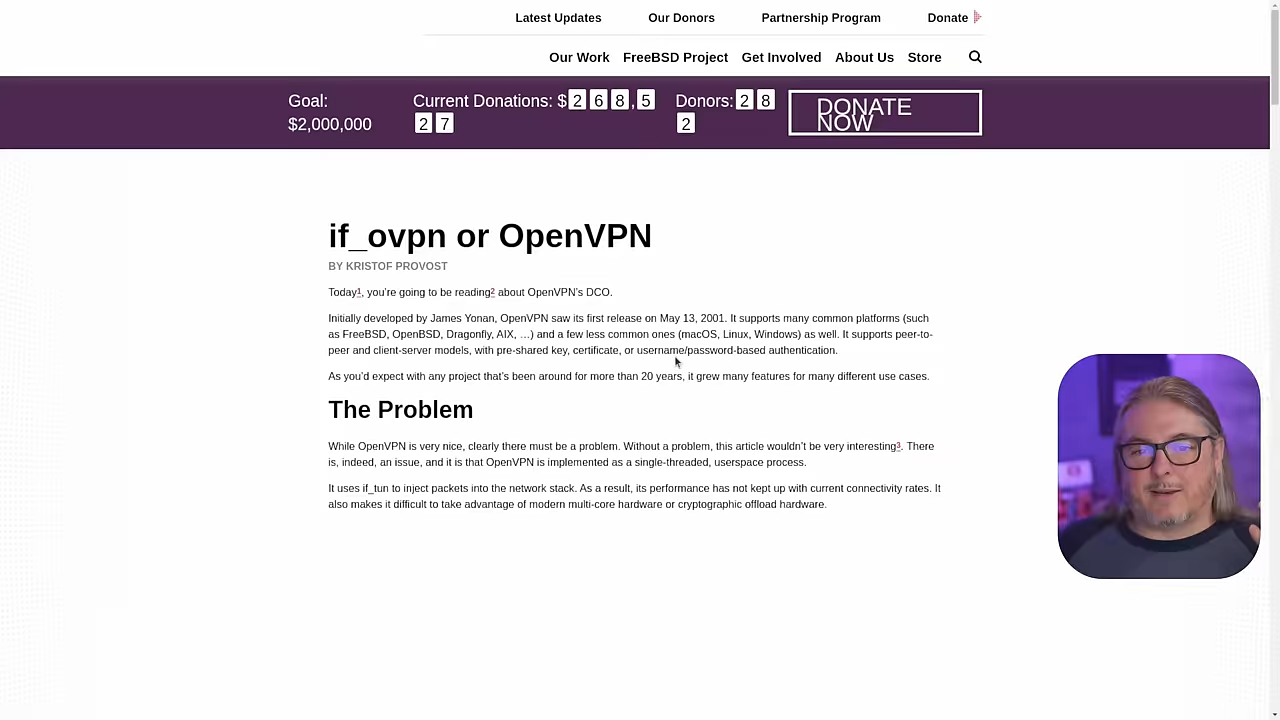 Latest Updates Our Donors Partnership Program Donate
Our Work FreeBSD Project Get Involved About Us Store
Goal: $2,000,000
Current Donations: $268,527
Donors: 282
DONATE NOW
if_ovpn or OpenVPN
BY KRISTOF PROVOST
Today1, you're going to be reading2 about OpenVPN's DCO.
Initially developed by James Yonan, OpenVPN saw its first release on May 13, 2001. It supports many common platforms (such
as FreeBSD, OpenBSD, Dragonfly, AIX, …) and a few less common ones (macOS, Linux, Windows) as well. It supports peer-to-
peer and client-server models, with pre-shared key, certificate, or username/password-based authentication.
As you'd expect with any project that's been around for more than 20 years, it grew many features for many different use cases.
The Problem
While OpenVPN is very nice, clearly there must be a problem. Without a problem, this article wouldn't be very interesting3. There
is, indeed, an issue, and it is that OpenVPN is implemented as a single-threaded, userspace process.
It uses if_tun to inject packets into the network stack. As a result, its performance has not kept up with current connectivity rates. It
also makes it difficult to take advantage of modern multi-core hardware or cryptographic offload hardware.